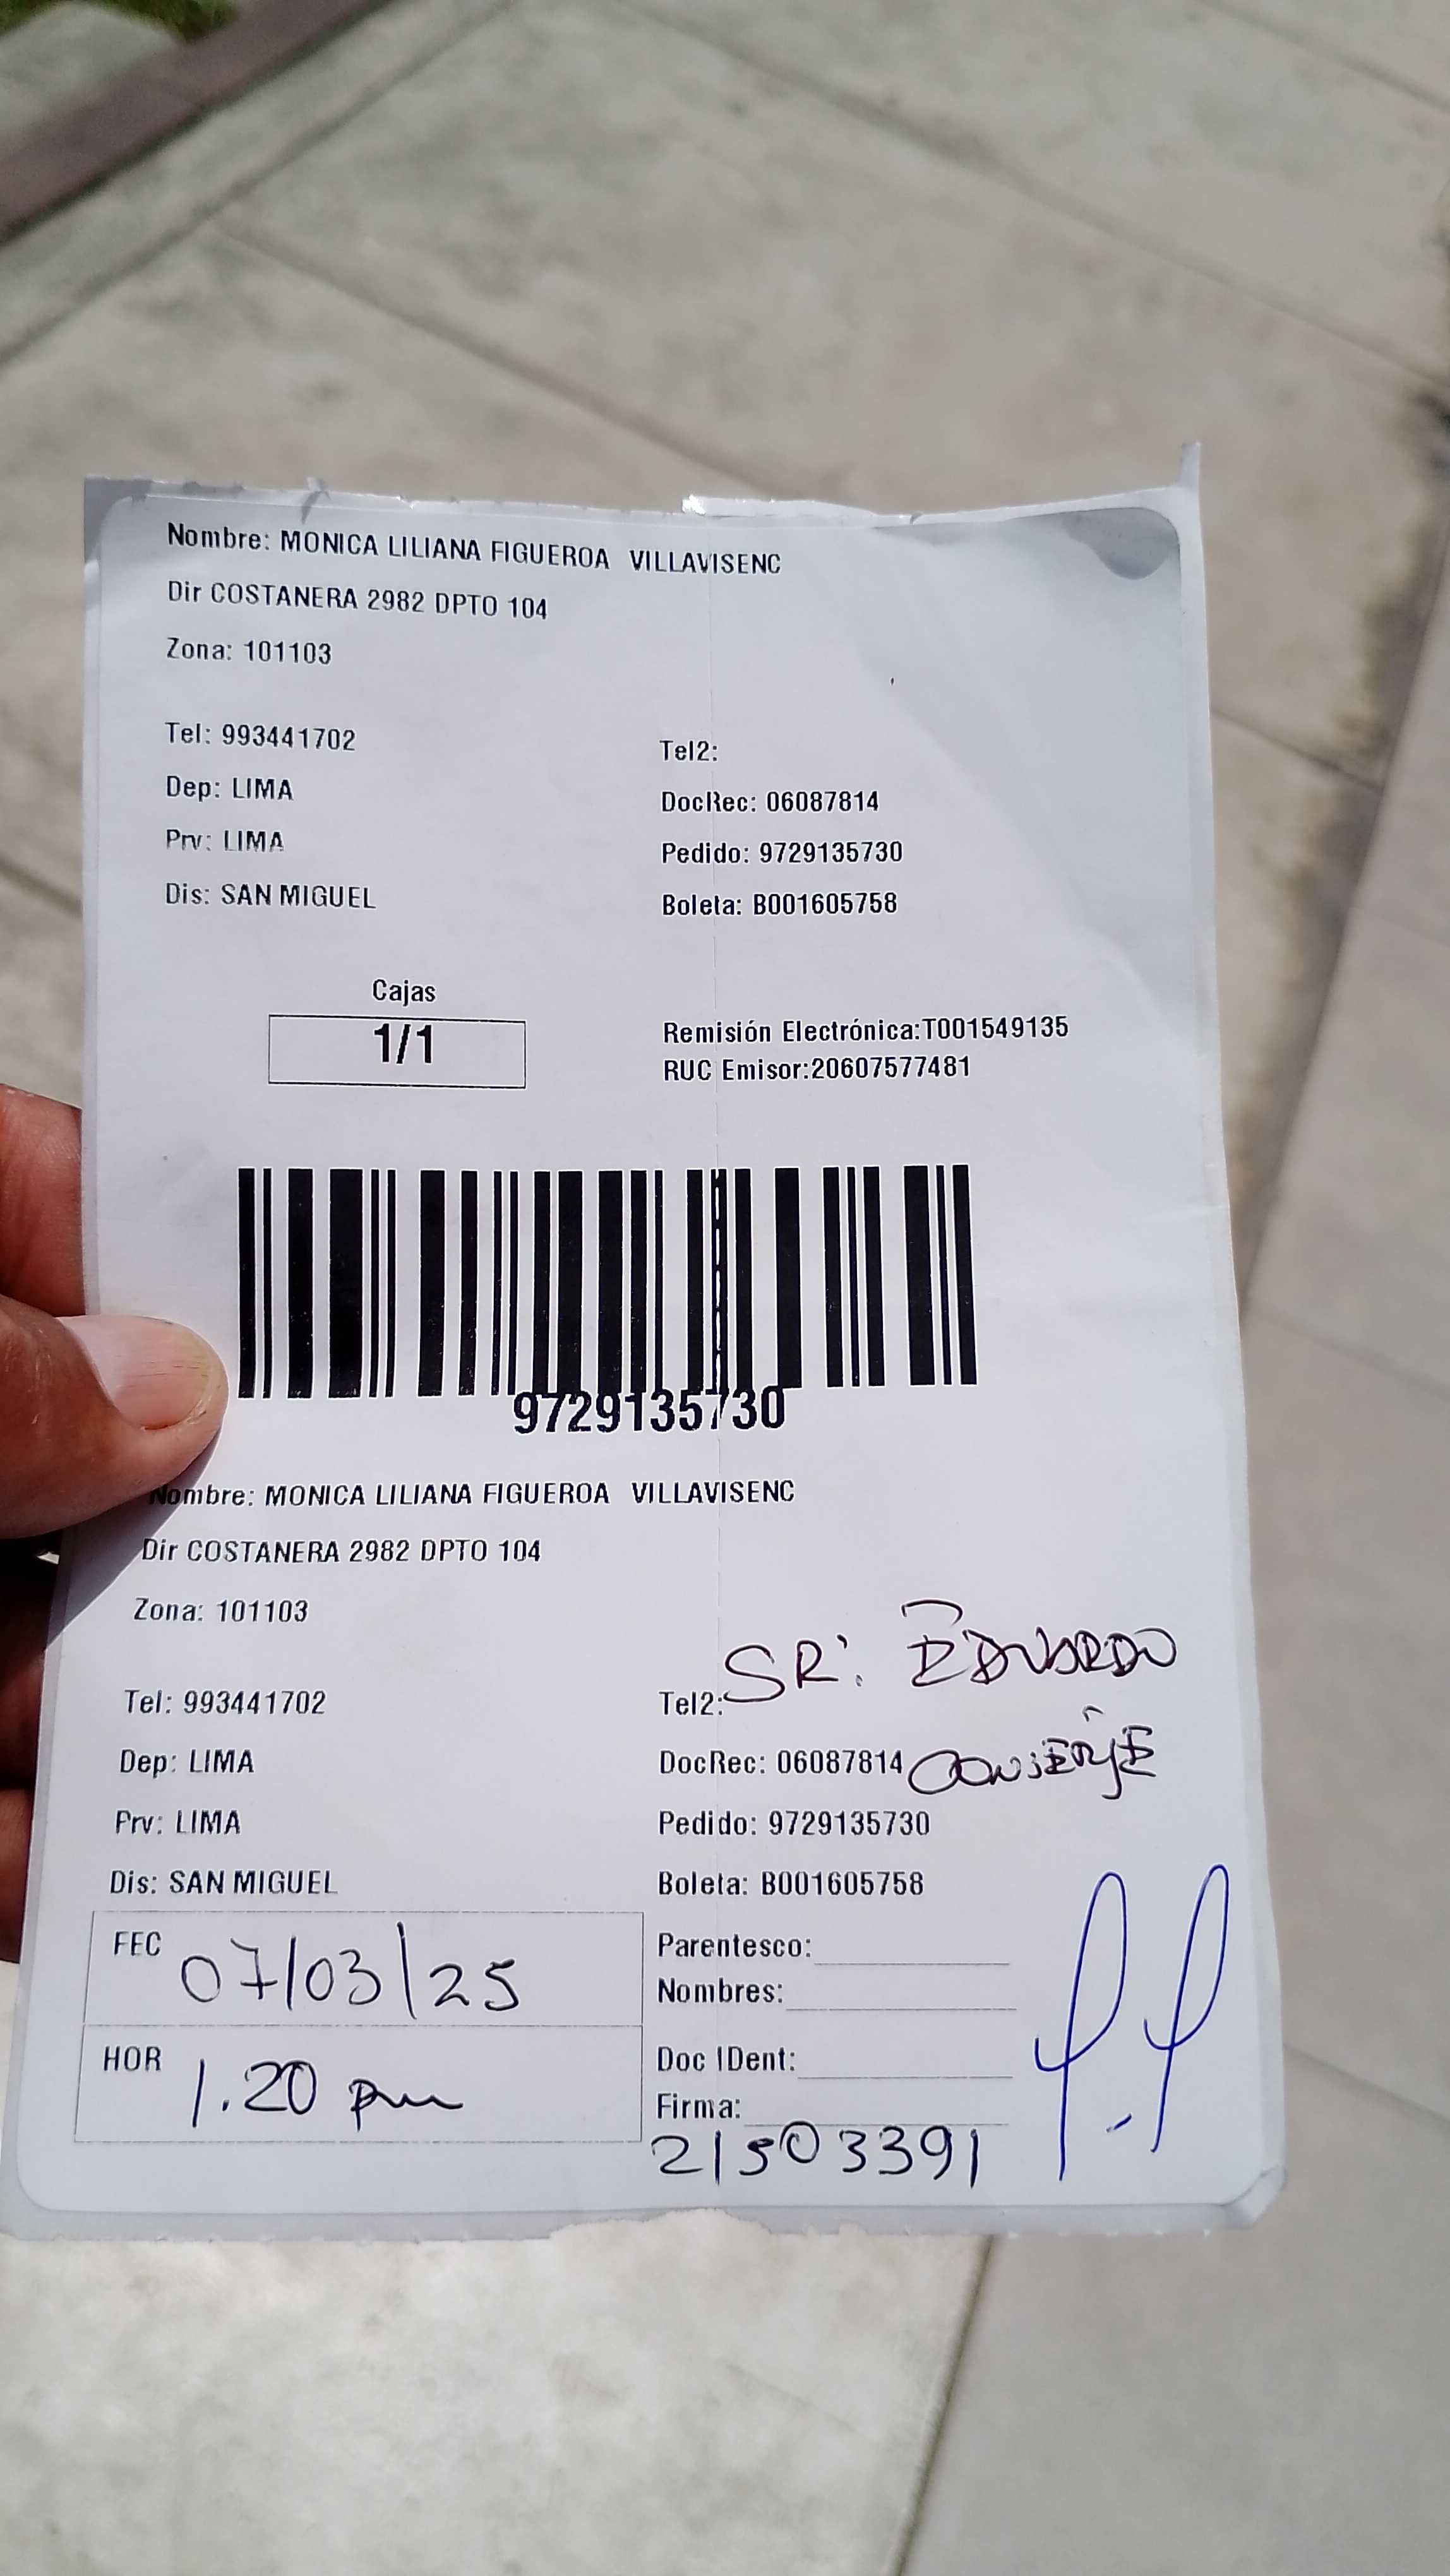 Nombre: MONICA LILIANA FIGUEROA VILLAVISENC
Dir COSTANERA 2982 DPTO 104
Zona: 101103
Tel: 993441702
Tel2:
Dep: LIMA
DocRec: 06087814
Prv: LIMA
Pedido: 9729135730
Dis: SAN MIGUEL
Boleta: B001605758
Cajas
1/1
Remisión Electrónica:T001549135
RUC Emisor:20607577481
9729135730
Nombre: MONICA LILIANA FIGUEROA VILLAVISENC
Dir COSTANERA 2982 DPTO 104
Zona: 101103
SR: EDUARDO
Tel: 993441702
Tel2:
Dep: LIMA
DocRec: 06087814 CONSERJE
Prv: LIMA
Pedido: 9729135730
Dis: SAN MIGUEL
Boleta: B001605758
FEC 07/03/25
Parentesco:
Nombres:
HOR 1.20 pm
Doc IDent:
Firma:
21503391